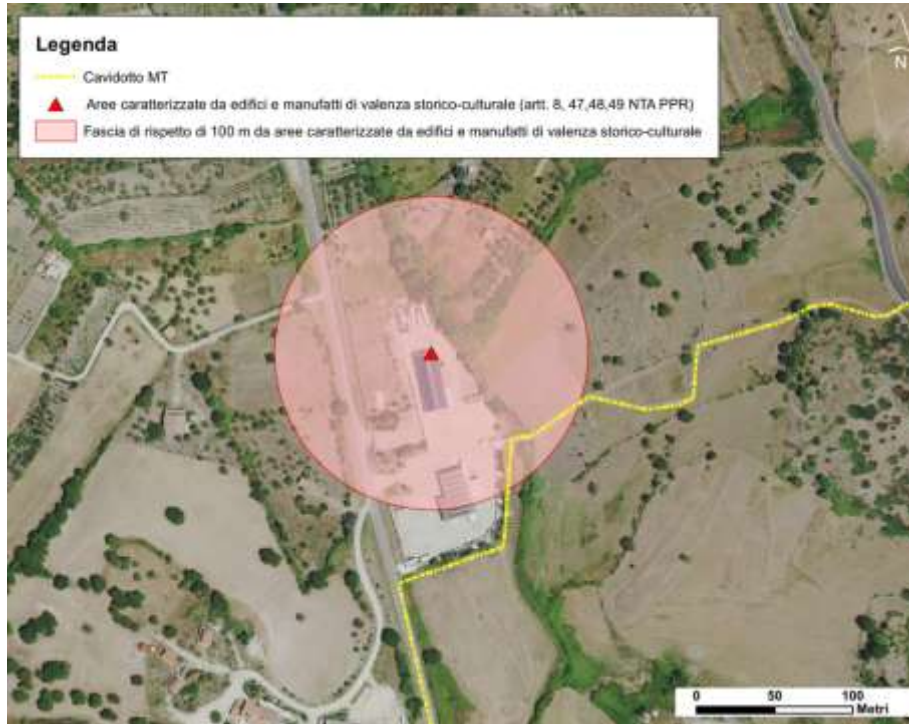 Legenda
Cavidotto MT
Aree caratterizzate da edifici e manufatti di valenza storico-culturale (artt. 8, 47,48,49 NTA PPR)
Fascia di rispetto di 100 m da aree caratterizzate da edifici e manufatti di valenza storico-culturale
N
0 50 100
Metri